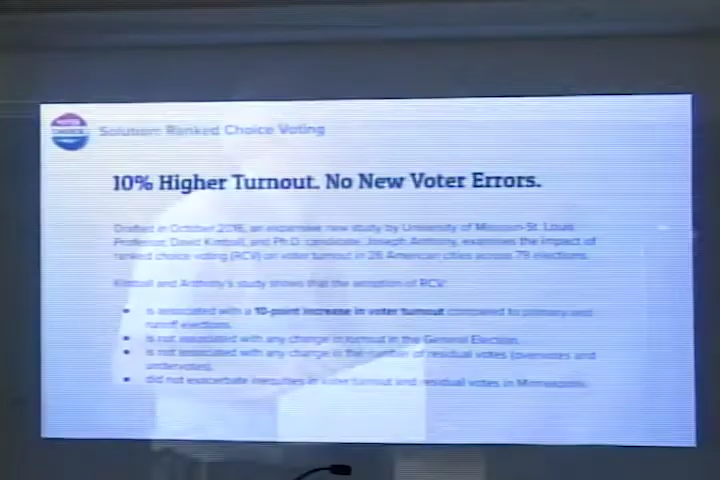 VOTER
CHOICE
Solution: Ranked Choice Voting
10% Higher Turnout. No New Voter Errors.
Drafted in October 2016, an expansive new study by University of Missouri-St. Louis
Professor, David Kimball, and Ph.D. candidate, Joseph Anthony, examines the impact of
ranked choice voting (RCV) on voter turnout in 26 American cities across 79 elections.
Kimball and Anthony's study shows that the adoption of RCV:
is associated with a 10-point increase in voter turnout compared to primary and
runoff elections.
is not associated with any change in turnout in the General Election.
is not associated with any change in the number of residual votes (overvotes and
undervotes).
did not exacerbate inequities in voter turnout and residual votes in Minneapolis.